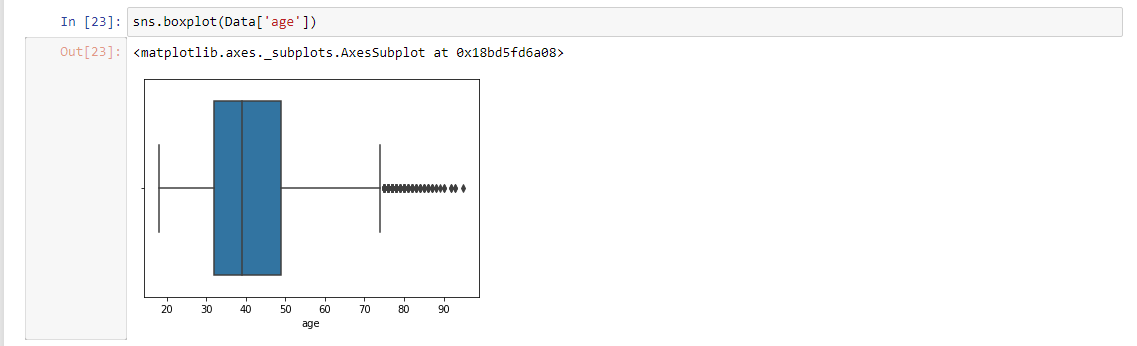 In [23]: sns.boxplot(Data['age'])
Out[23]: <matplotlib.axes._subplots.AxesSubplot at 0x18bd5fd6a08>
20 30 40 50 60 70 80 90
age